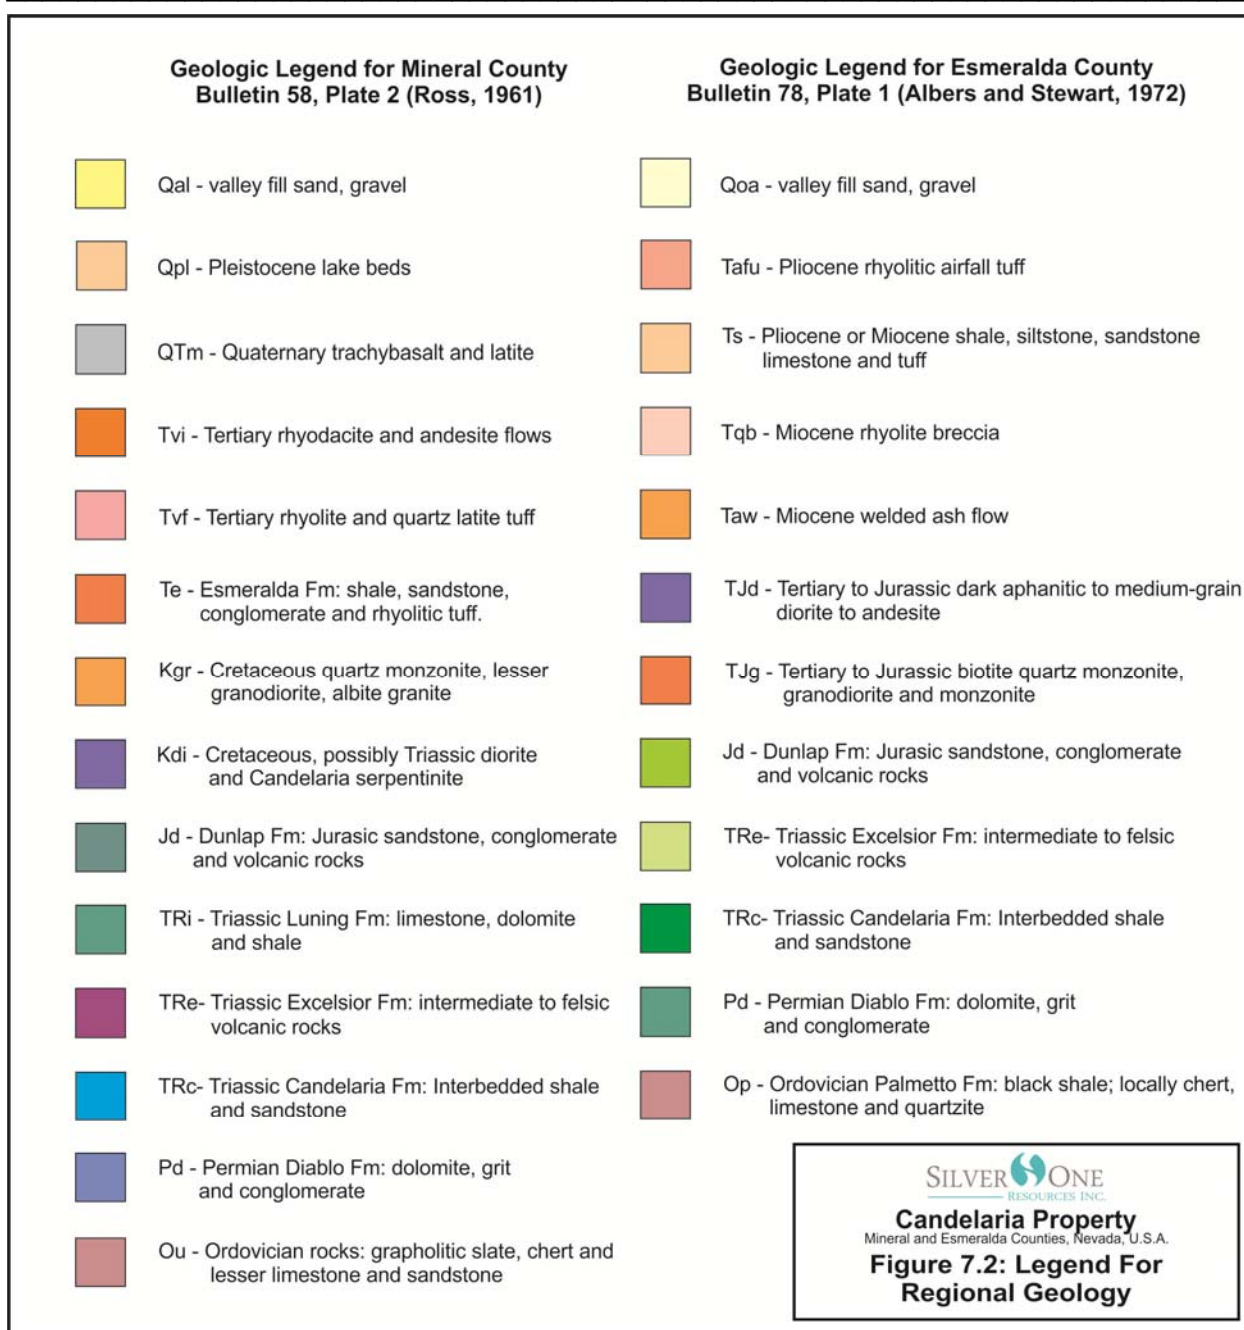 Geologic Legend for Mineral County
Bulletin 58, Plate 2 (Ross, 1961)
Qal - valley fill sand, gravel
Qpl - Pleistocene lake beds
QTm - Quaternary trachybasalt and latite
Tvi - Tertiary rhyodacite and andesite flows
Tvf - Tertiary rhyolite and quartz latite tuff
Te - Esmeralda Fm: shale, sandstone,
conglomerate and rhyolitic tuff.
Kgr - Cretaceous quartz monzonite, lesser
granodiorite, albite granite
Kdi - Cretaceous, possibly Triassic diorite
and Candelaria serpentinite
Jd - Dunlap Fm: Jurasic sandstone, conglomerate
and volcanic rocks
TRi - Triassic Luning Fm: limestone, dolomite
and shale
TRe- Triassic Excelsior Fm: intermediate to felsic
volcanic rocks
TRc- Triassic Candelaria Fm: Interbedded shale
and sandstone
Pd - Permian Diablo Fm: dolomite, grit
and conglomerate
Ou - Ordovician rocks: grapholitic slate, chert and
lesser limestone and sandstone
Geologic Legend for Esmeralda County
Bulletin 78, Plate 1 (Albers and Stewart, 1972)
Qoa - valley fill sand, gravel
Tafu - Pliocene rhyolitic airfall tuff
Ts - Pliocene or Miocene shale, siltstone, sandstone
limestone and tuff
Tqb - Miocene rhyolite breccia
Taw - Miocene welded ash flow
TJd - Tertiary to Jurassic dark aphanitic to medium-grain
diorite to andesite
TJg - Tertiary to Jurassic biotite quartz monzonite,
granodiorite and monzonite
Jd - Dunlap Fm: Jurasic sandstone, conglomerate
and volcanic rocks
TRe- Triassic Excelsior Fm: intermediate to felsic
volcanic rocks
TRc- Triassic Candelaria Fm: Interbedded shale
and sandstone
Pd - Permian Diablo Fm: dolomite, grit
and conglomerate
Op - Ordovician Palmetto Fm: black shale; locally chert,
limestone and quartzite
SILVER ONE
RESOURCES INC.
Candelaria Property
Mineral and Esmeralda Counties, Nevada, U.S.A.
Figure 7.2: Legend For
Regional Geology